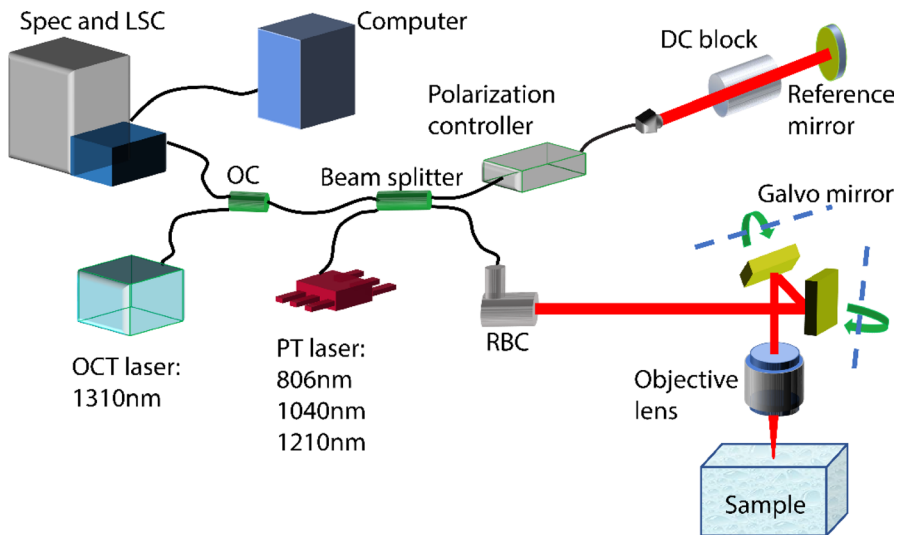 Spec and LSC
Computer
DC block
Reference
mirror
Polarization
controller
OC
Beam splitter
Galvo mirror
OCT laser:
1310nm
PT laser:
806nm
1040nm
1210nm
RBC
Objective
lens
Sample